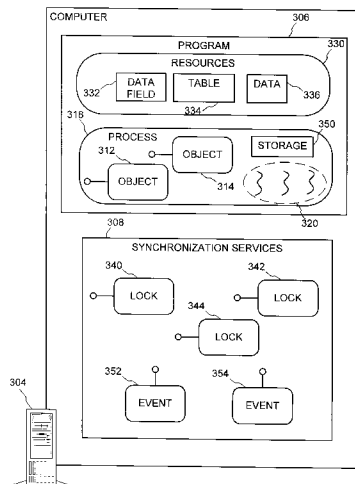 COMPUTER
306
PROGRAM
330
RESOURCES
332
DATA FIELD
TABLE
DATA
336
334
318
350
PROCESS
312
STORAGE
OBJECT
OBJECT
314
320
308
SYNCHRONIZATION SERVICES
340
342
LOCK
LOCK
344
LOCK
352
354
EVENT
EVENT
304